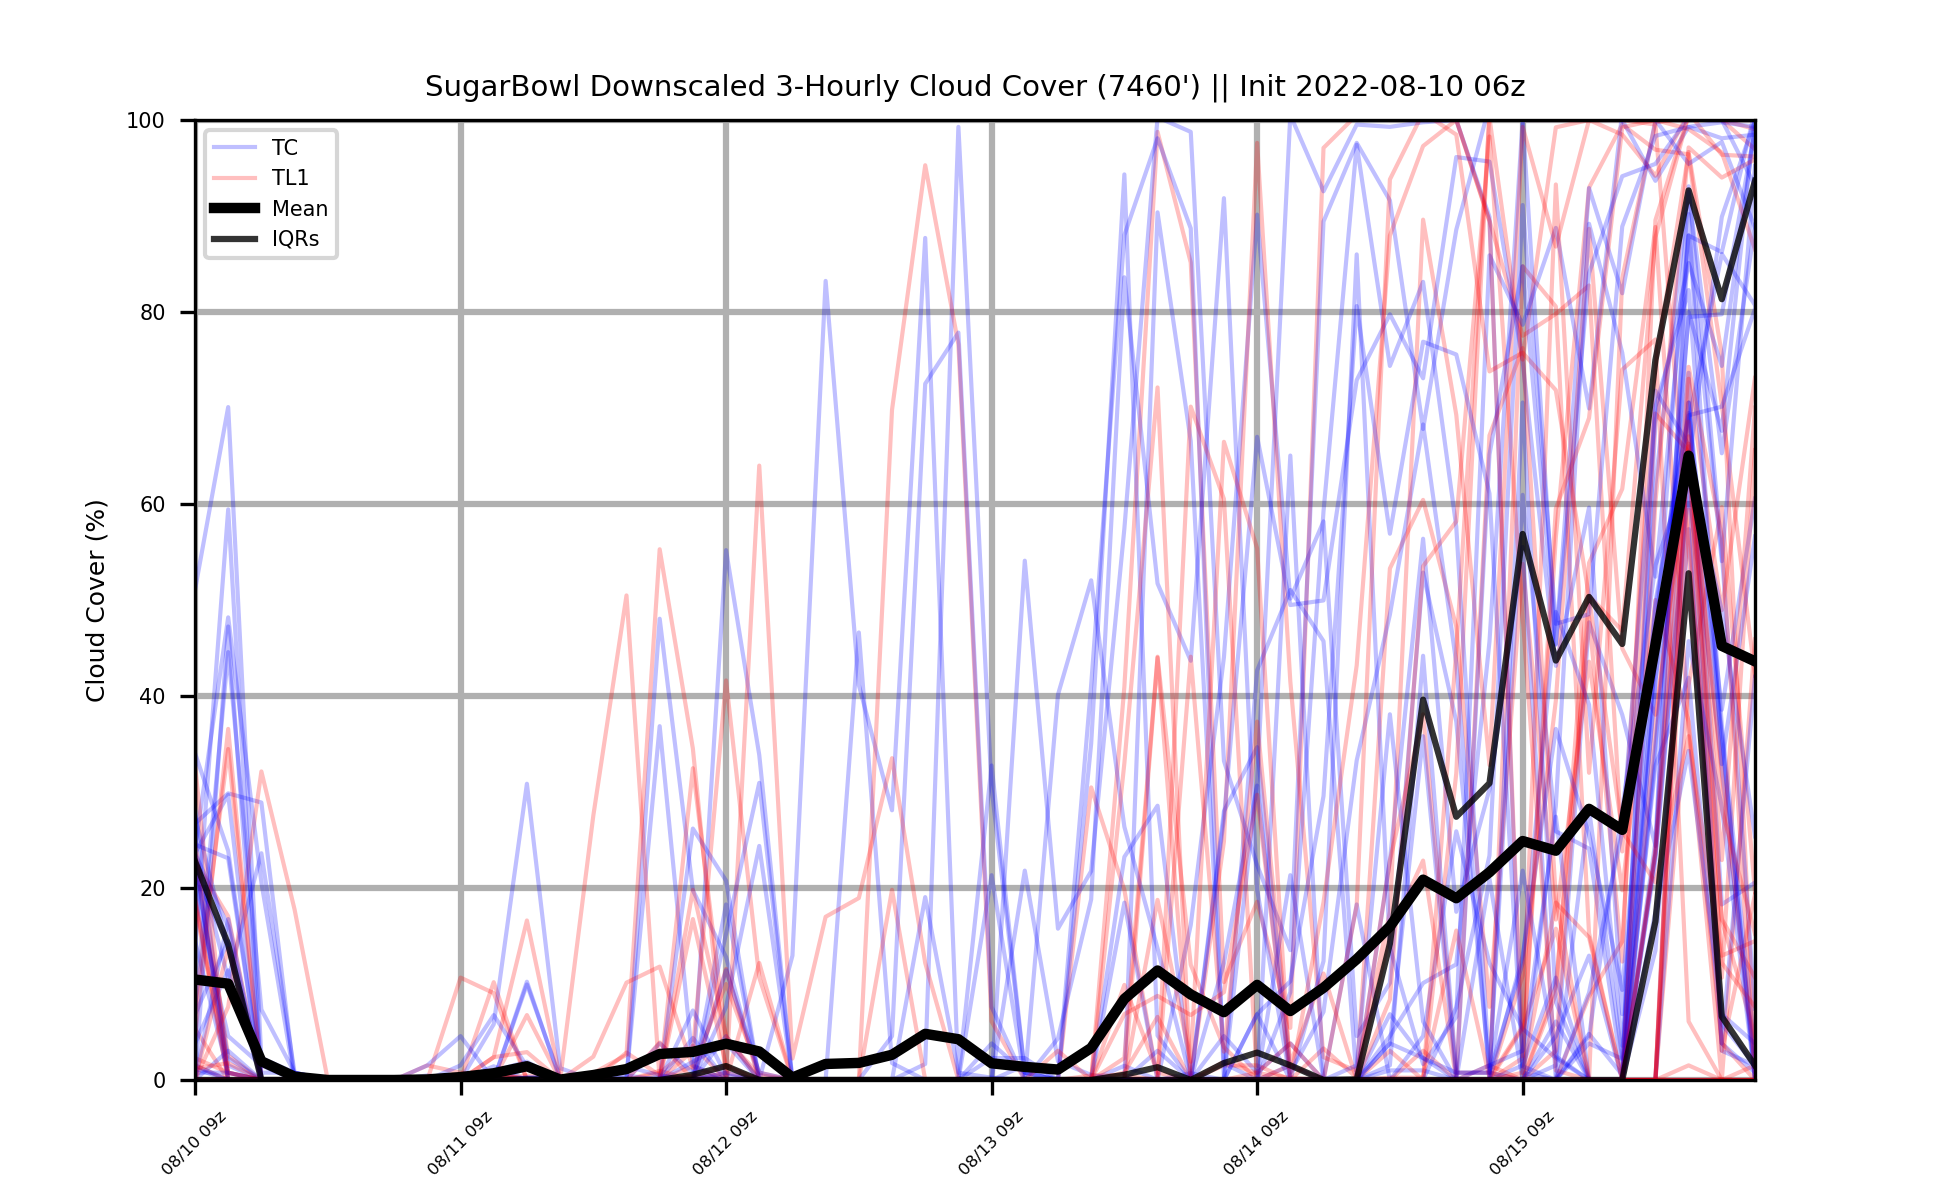 SugarBowl Downscaled 3-Hourly Cloud Cover (7460') || Init 2022-08-10 06z
100
80
60
40
20
0
Cloud Cover (%)
TC
TL1
Mean
IQRs
08/10 09z
08/11 09z
08/12 09z
08/13 09z
08/14 09z
08/15 09z